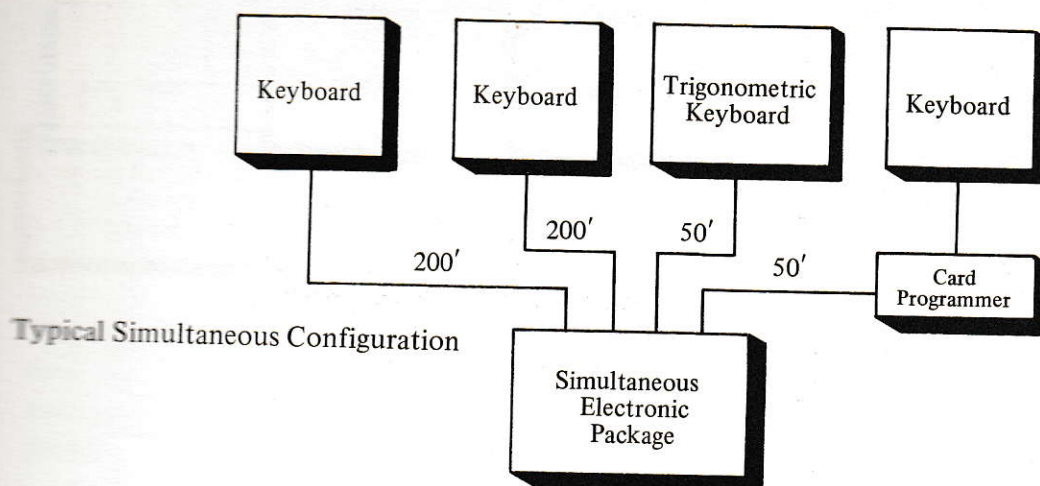 Keyboard
Keyboard
Trigonometric
Keyboard
Keyboard
200′
200′
50′
50′
Card
Programmer
Typical Simultaneous Configuration
Simultaneous
Electronic
Package